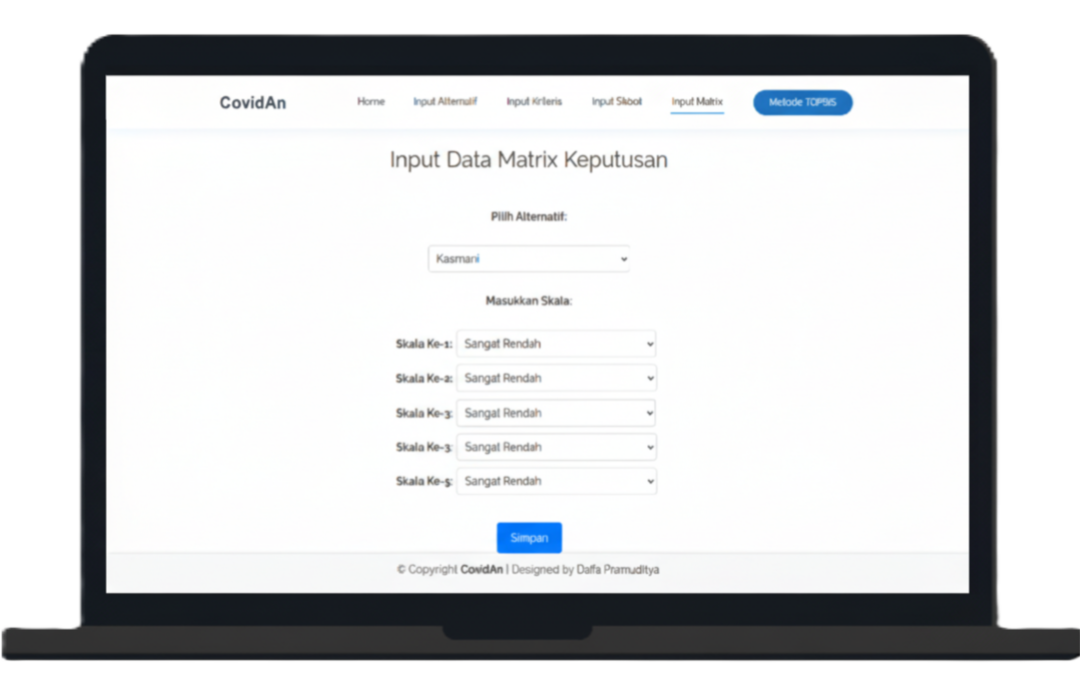 CovidAn Home Input Alternatif Input Kriteria Input Skbot Input Matrix Metode TOPSIS
Input Data Matrix Keputusan
Pilih Alternatif:
Kasmani
Masukkan Skala:
Skala Ke-1: Sangat Rendah
Skala Ke-2: Sangat Rendah
Skala Ke-3: Sangat Rendah
Skala Ke-3: Sangat Rendah
Skala Ke-5: Sangat Rendah
Simpan
© Copyright CovidAn | Designed by Daffa Pramuditya